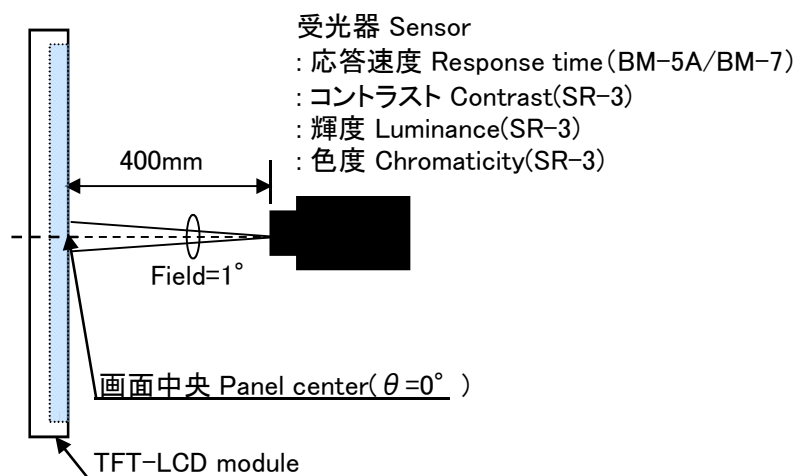 受光器 Sensor
: 応答速度 Response time(BM-5A/BM-7)
: コントラスト Contrast(SR-3)
: 輝度 Luminance(SR-3)
: 色度 Chromaticity(SR-3)
400mm
Field=1°
画面中央 Panel center(θ=0° )
TFT-LCD module